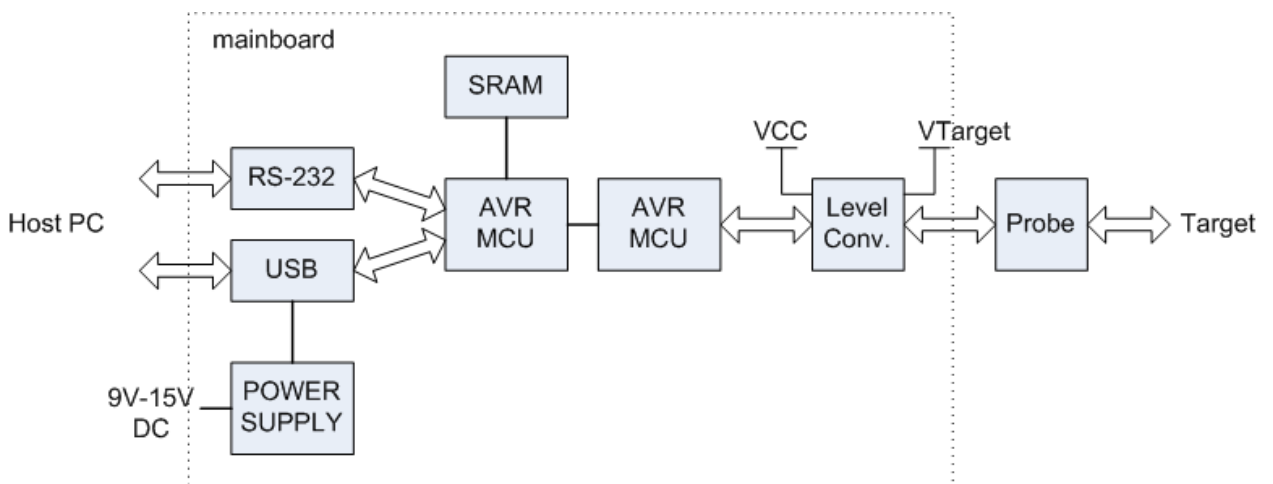 mainboard
SRAM
VCC
VTarget
RS-232
AVR
MCU
AVR
MCU
Level
Conv.
Probe
Host PC
Target
USB
9V-15V
DC
POWER
SUPPLY